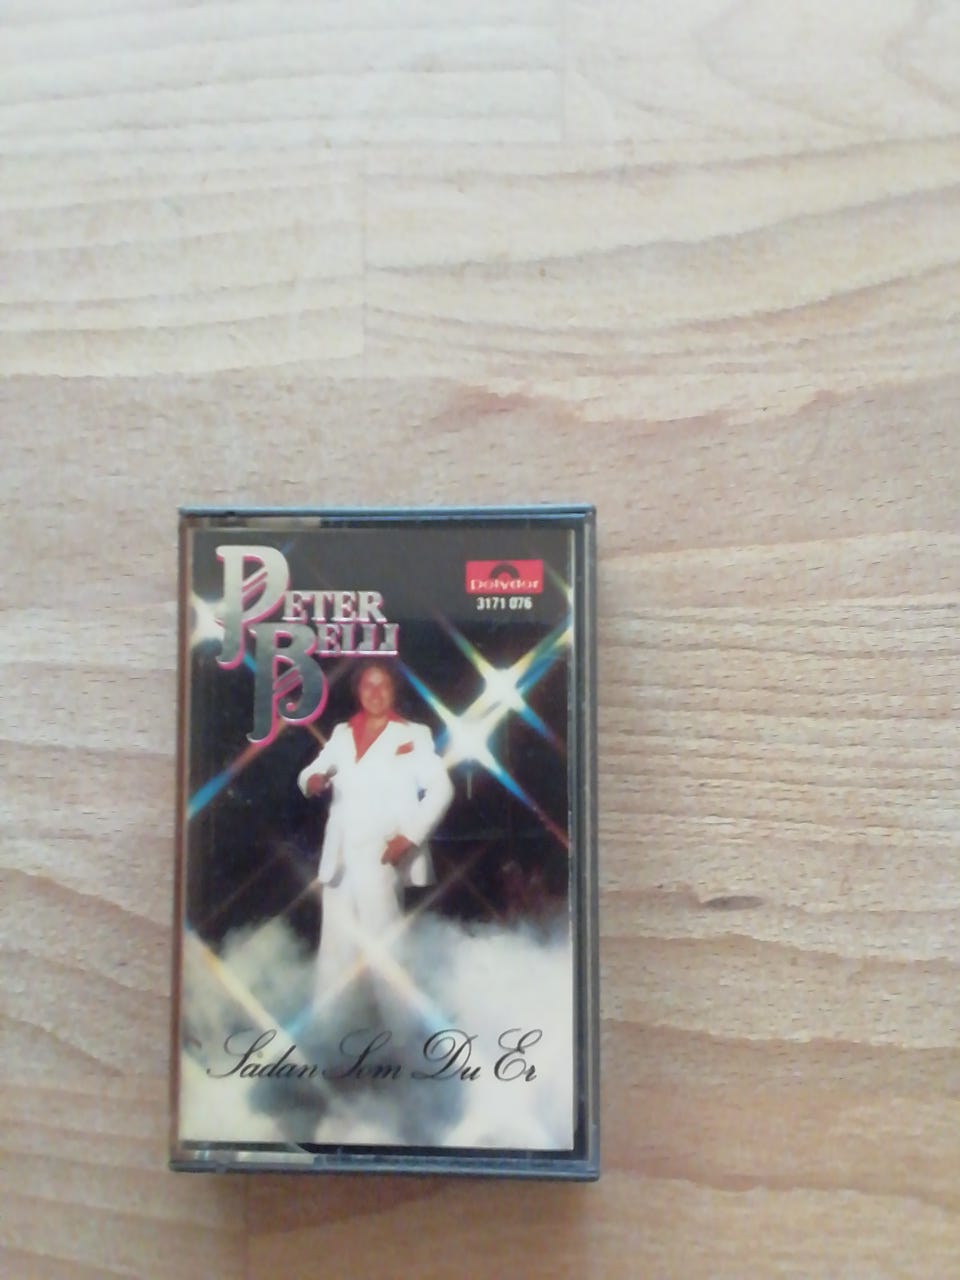 PETER
BELLI
Polydor
3171 076
Sådan Som Du Er